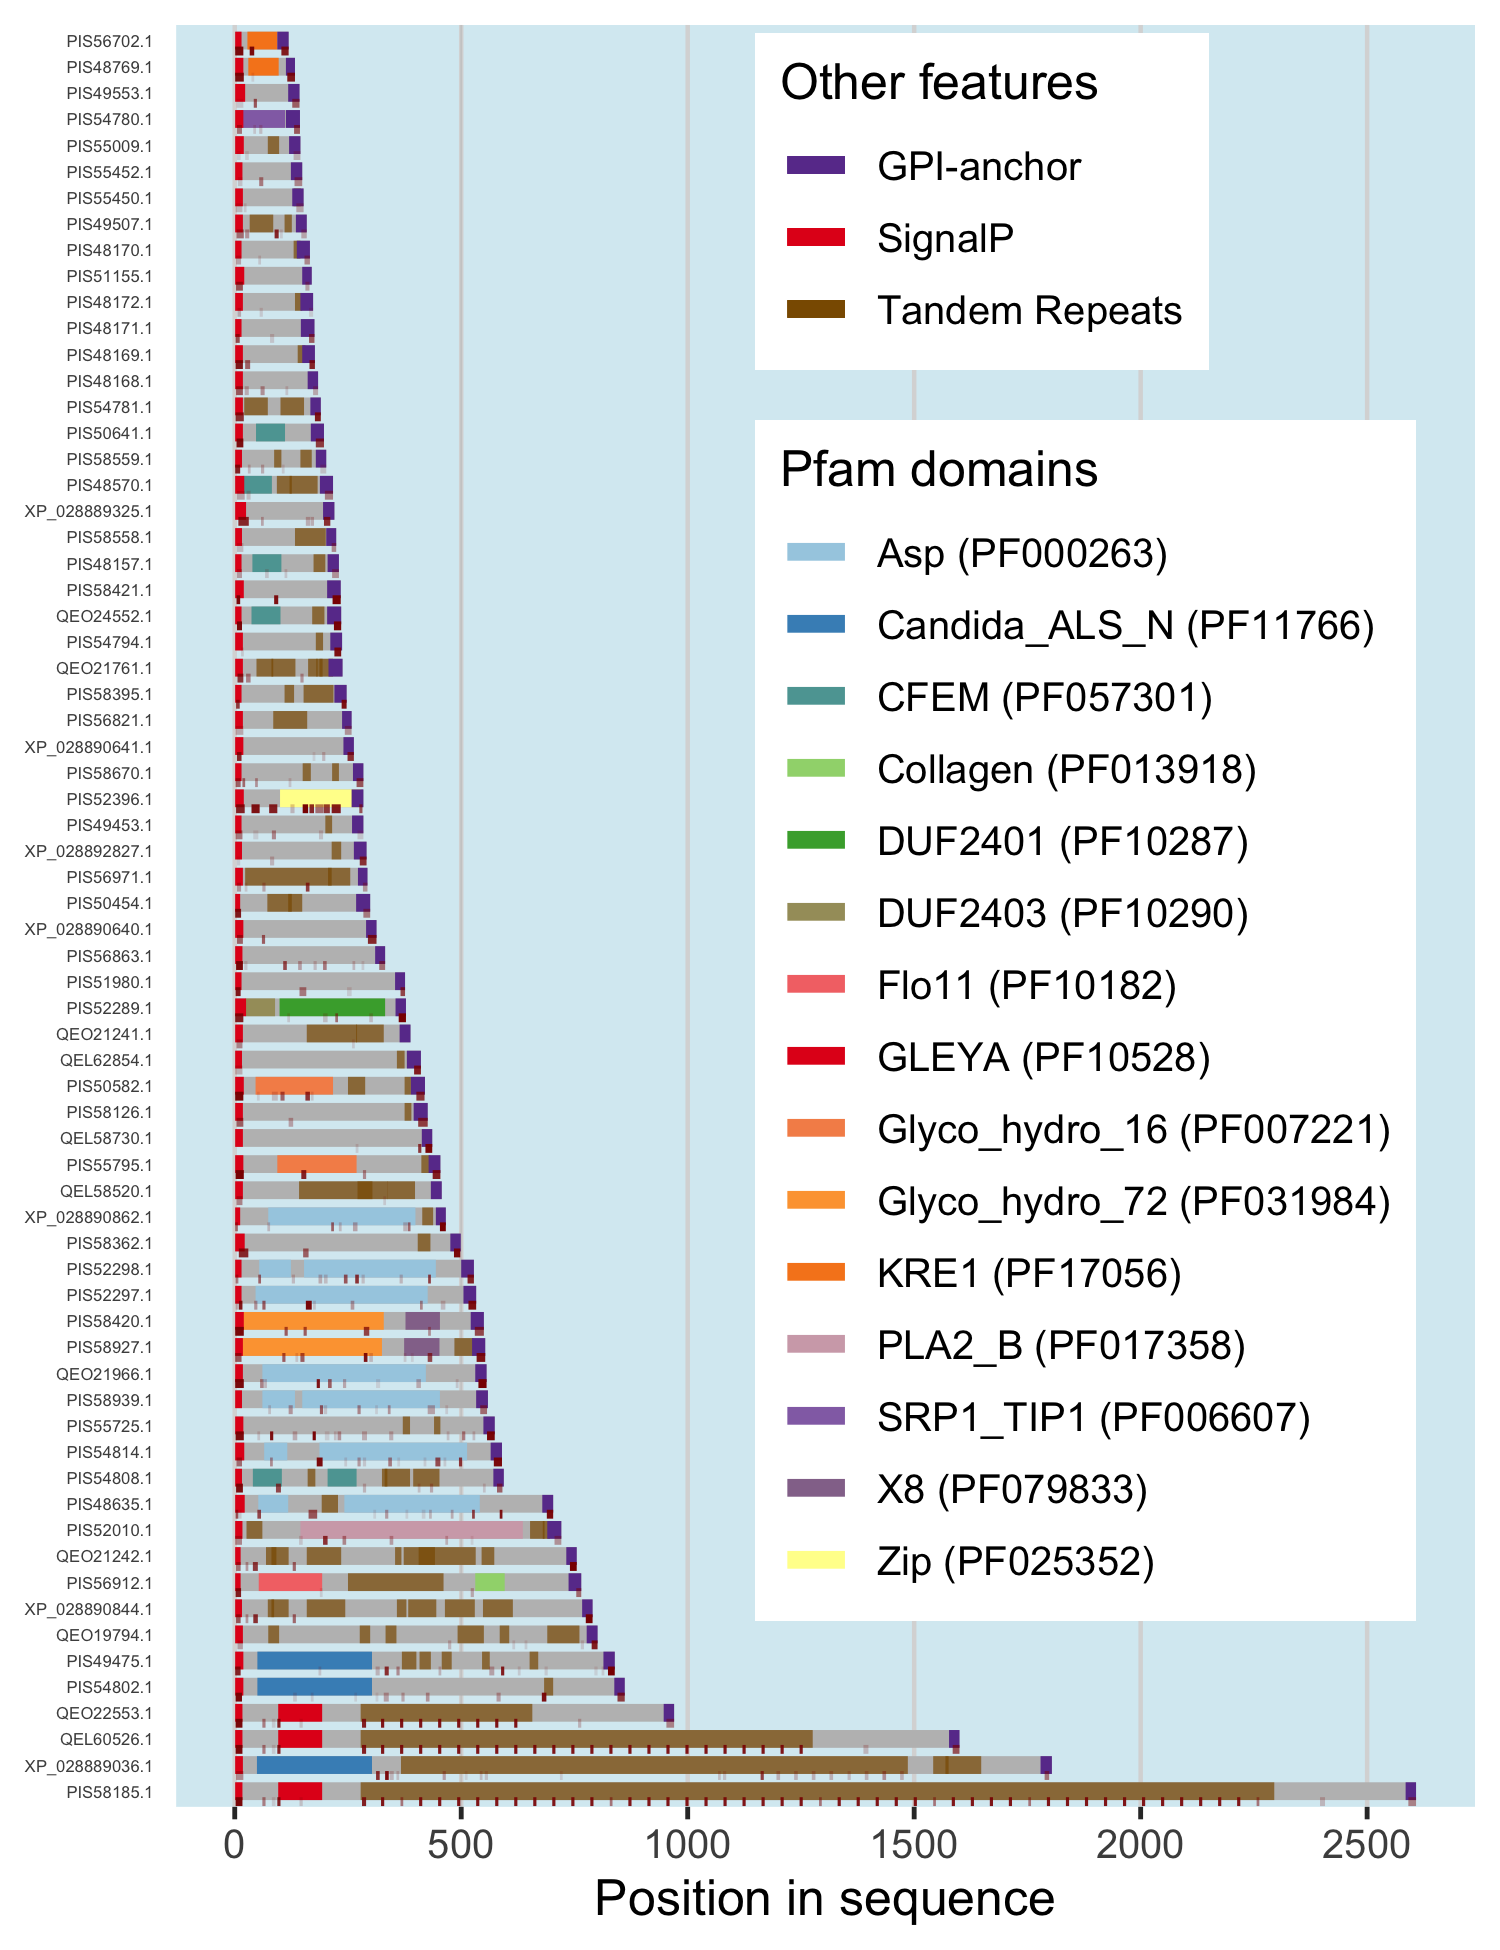 PIS56702.1
PIS48769.1
PIS49553.1
PIS54780.1
PIS55009.1
PIS55452.1
PIS55450.1
PIS49507.1
PIS48170.1
PIS51155.1
PIS48172.1
PIS48171.1
PIS48169.1
PIS48168.1
PIS54781.1
PIS50641.1
PIS58559.1
PIS48570.1
XP_028889325.1
PIS58558.1
PIS48157.1
PIS58421.1
QEO24552.1
PIS54794.1
QEO21761.1
PIS58395.1
PIS56821.1
XP_028890641.1
PIS58670.1
PIS52396.1
PIS49453.1
XP_028892827.1
PIS56971.1
PIS50454.1
XP_028890640.1
PIS56863.1
PIS51980.1
PIS52289.1
QEO21241.1
QEL62854.1
PIS50582.1
PIS58126.1
QEL58730.1
PIS55795.1
QEL58520.1
XP_028890862.1
PIS58362.1
PIS52298.1
PIS52297.1
PIS58420.1
PIS58927.1
QEO21966.1
PIS58939.1
PIS55725.1
PIS54814.1
PIS54808.1
PIS48635.1
PIS52010.1
QEO21242.1
PIS56912.1
XP_028890844.1
QEO19794.1
PIS49475.1
PIS54802.1
QEO22553.1
QEL60526.1
XP_028889036.1
PIS58185.1
Other features
GPI-anchor
SignalP
Tandem Repeats
Pfam domains
Asp (PF000263)
Candida_ALS_N (PF11766)
CFEM (PF057301)
Collagen (PF013918)
DUF2401 (PF10287)
DUF2403 (PF10290)
Flo11 (PF10182)
GLEYA (PF10528)
Glyco_hydro_16 (PF007221)
Glyco_hydro_72 (PF031984)
KRE1 (PF17056)
PLA2_B (PF017358)
SRP1_TIP1 (PF006607)
X8 (PF079833)
Zip (PF025352)
0 500 1000 1500 2000 2500
Position in sequence